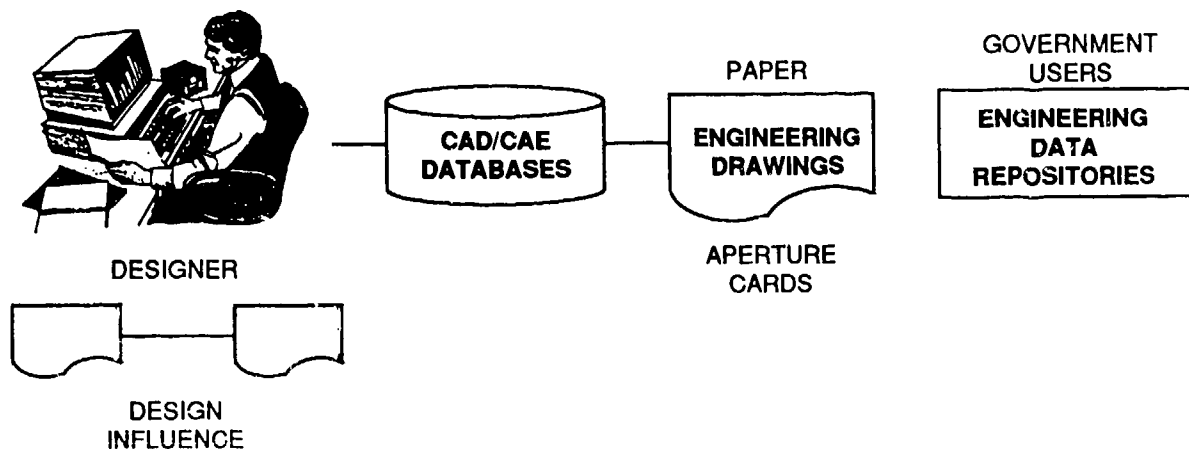 DESIGNER
DESIGN
INFLUENCE
CAD/CAE
DATABASES
PAPER
ENGINEERING
DRAWINGS
APERTURE
CARDS
GOVERNMENT
USERS
ENGINEERING
DATA
REPOSITORIES